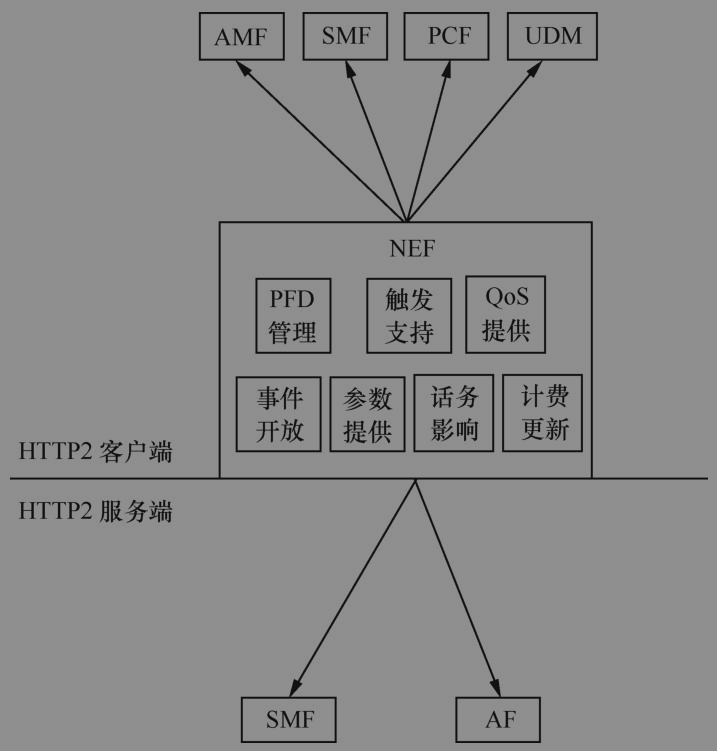 AMF
SMF
PCF
UDM
NEF
PFD
管理
触发
支持
QoS
提供
事件
开放
参数
提供
话务
影响
计费
更新
HTTP2 客户端
HTTP2 服务端
SMF
AF